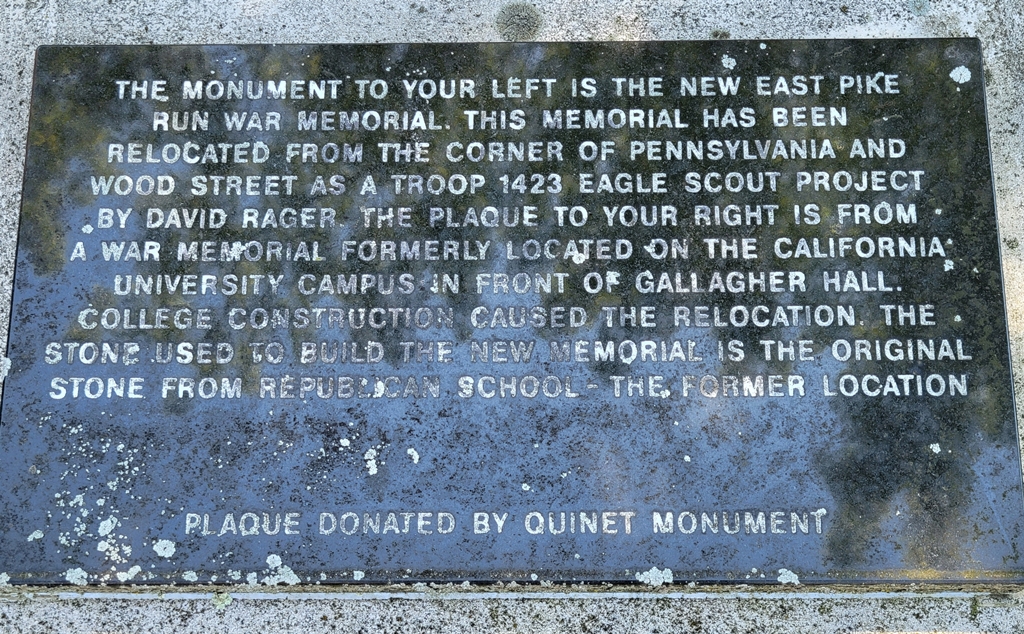 THE MONUMENT TO YOUR LEFT IS THE NEW EAST PIKE
RUN WAR MEMORIAL. THIS MEMORIAL HAS BEEN
RELOCATED FROM THE CORNER OF PENNSYLVANIA AND
WOOD STREET AS A TROOP 1423 EAGLE SCOUT PROJECT
BY DAVID RAGER. THE PLAQUE TO YOUR RIGHT IS FROM
A WAR MEMORIAL FORMERLY LOCATED ON THE CALIFORNIA
UNIVERSITY CAMPUS IN FRONT OF GALLAGHER HALL.
COLLEGE CONSTRUCTION CAUSED THE RELOCATION. THE
STONE USED TO BUILD THE NEW MEMORIAL IS THE ORIGINAL
STONE FROM REPUBLICAN SCHOOL - THE FORMER LOCATION
PLAQUE DONATED BY QUINET MONUMENT